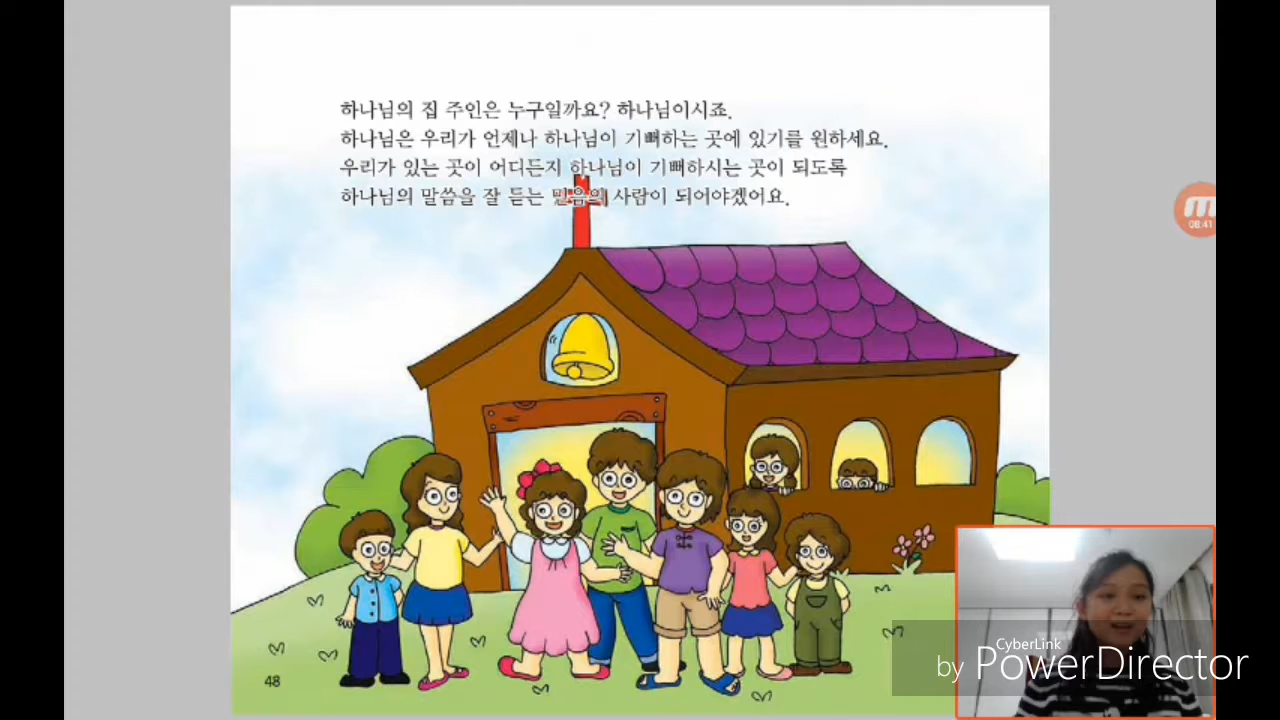 하나님의 집 주인은 누구일까요? 하나님이시죠.
하나님은 우리가 언제나 하나님이 기뻐하는 곳에 있기를 원하세요.
우리가 있는 곳이 어디든지 하나님이 기뻐하시는 곳이 되도록
하나님의 말씀을 잘 듣는 믿음의 사람이 되어야겠어요.
08:41
48
CyberLink
by PowerDirector